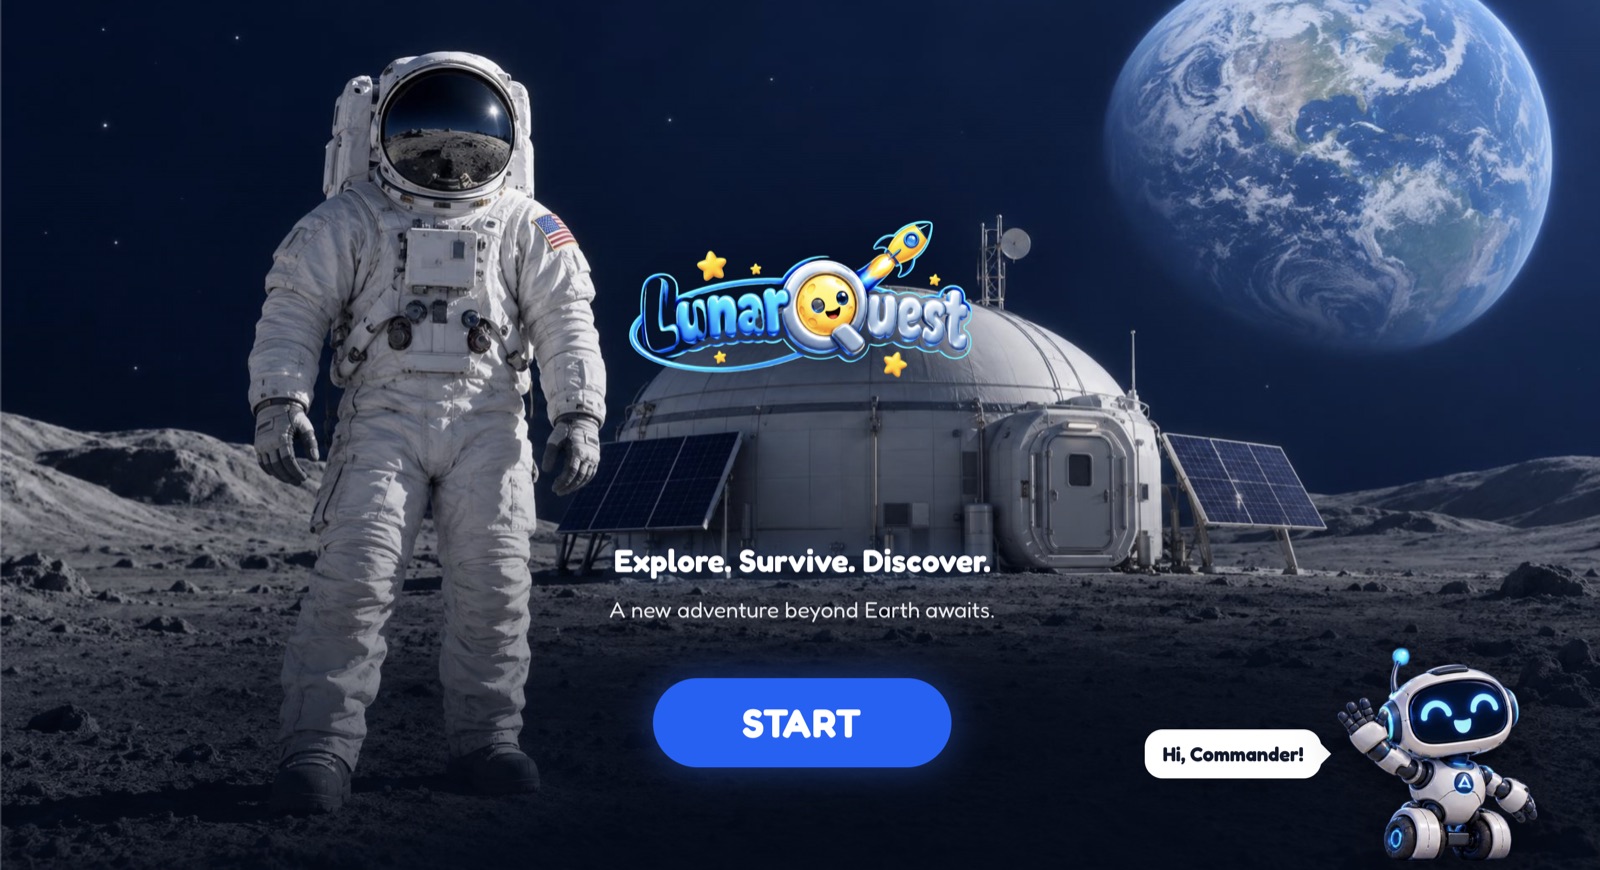 LunarQuest
Explore. Survive. Discover.
A new adventure beyond Earth awaits.
START
Hi, Commander!